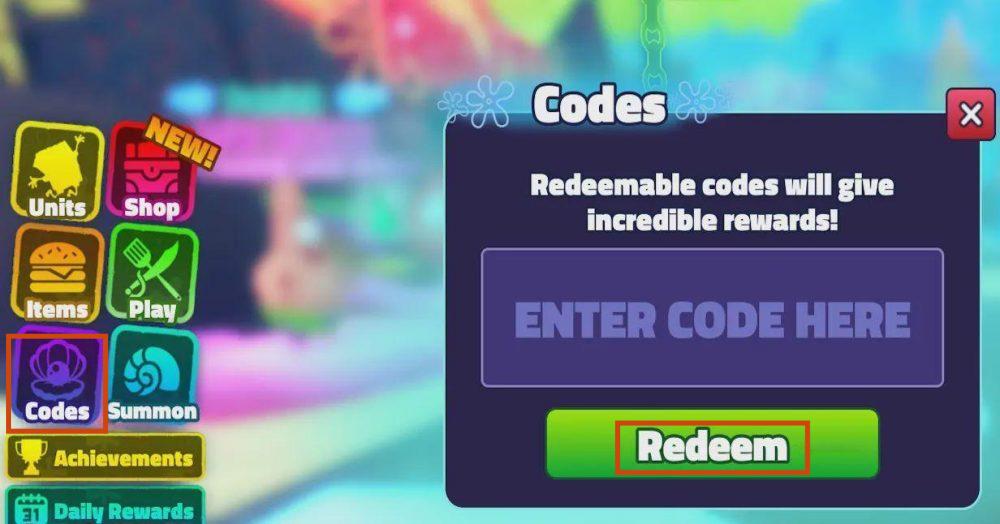 Codes
Redeemable codes will give
incredible rewards!
ENTER CODE HERE
Redeem
NEW!
Units
Shop
Items
Play
Codes
Summon
Achievements
31
Daily Rewards